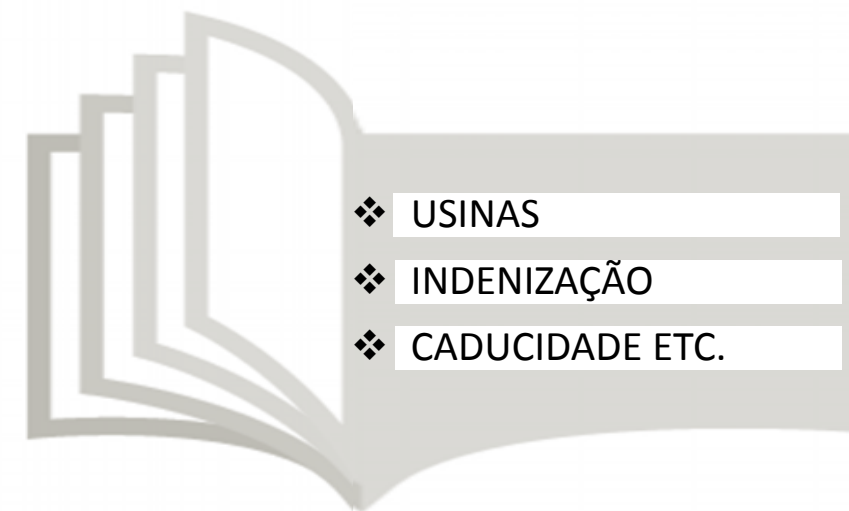 ❖ USINAS
❖ INDENIZAÇÃO
❖ CADUCIDADE ETC.